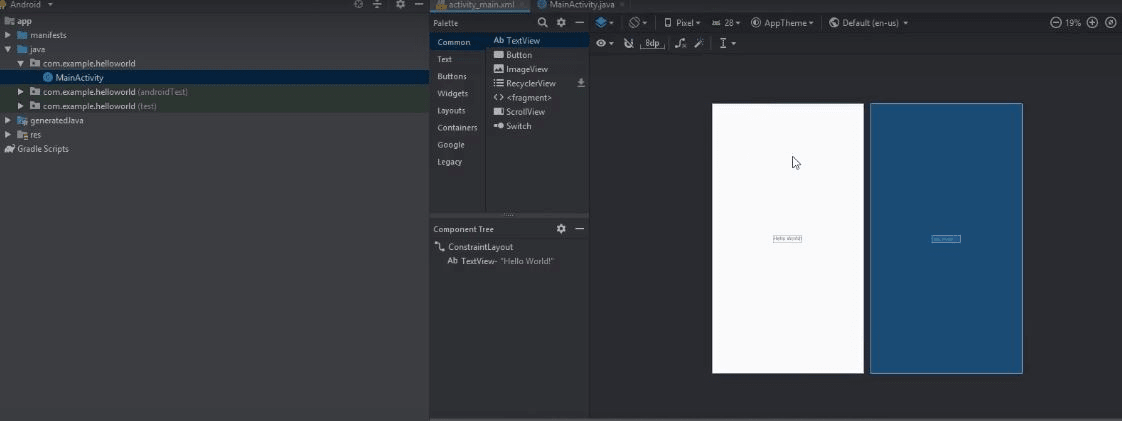 Android
activity_main.xml
MainActivity.java
app
manifests
java
com.example.helloworld
MainActivity
com.example.helloworld (androidTest)
com.example.helloworld (test)
generatedJava
res
Gradle Scripts
Palette
Common
Text
Buttons
Widgets
Layouts
Containers
Google
Legacy
Ab TextView
Button
ImageView
RecyclerView
<> <fragment>
ScrollView
Switch
Pixel
28
AppTheme
Default (en-us)
19%
8dp
Component Tree
ConstraintLayout
Ab TextView- "Hello World!"
Hello World!